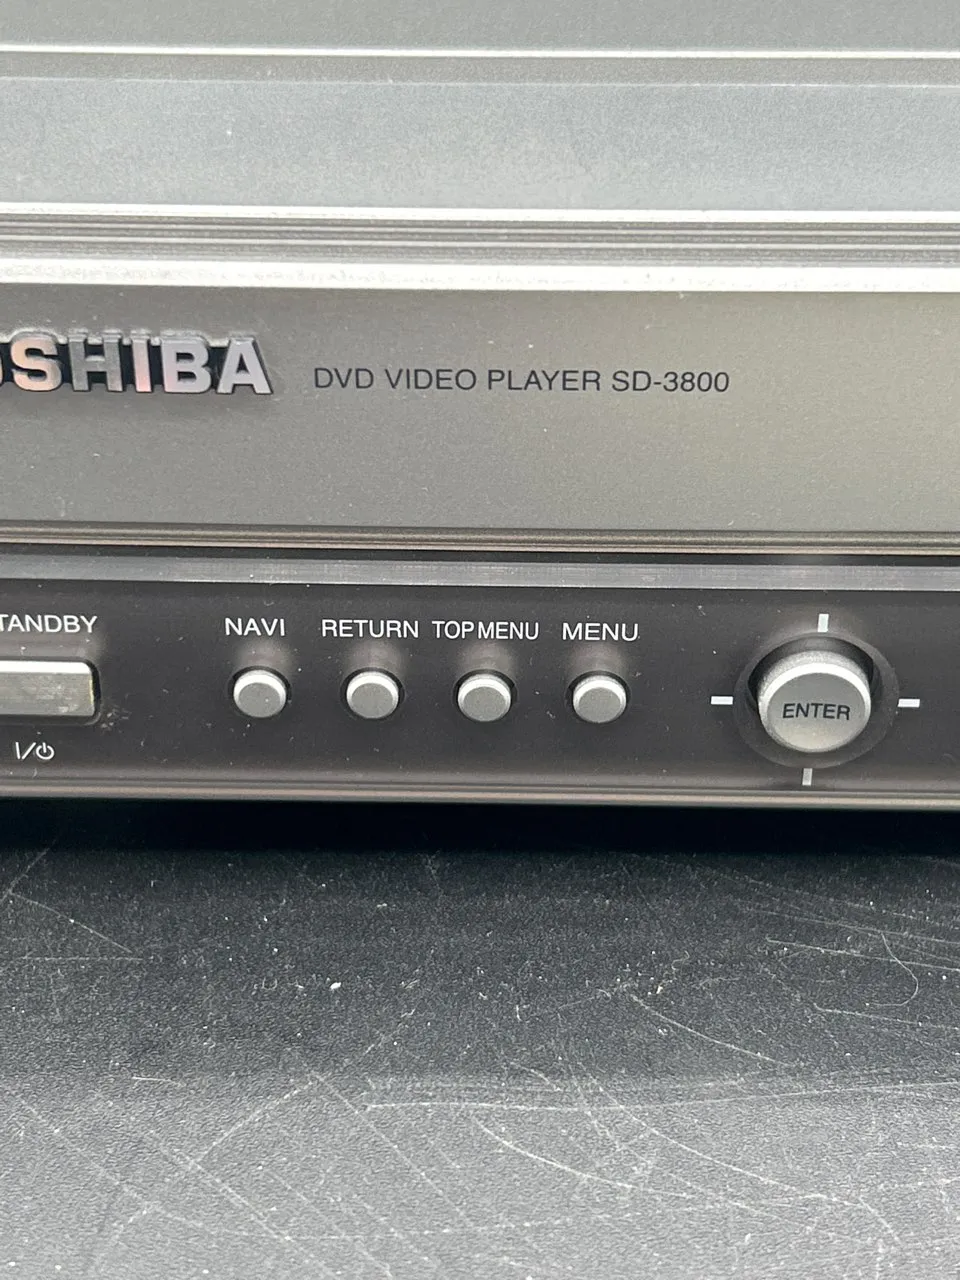 OSHIBA DVD VIDEO PLAYER SD-3800
TANDBY NAVI RETURN TOP MENU MENU
ENTER
I/⏻